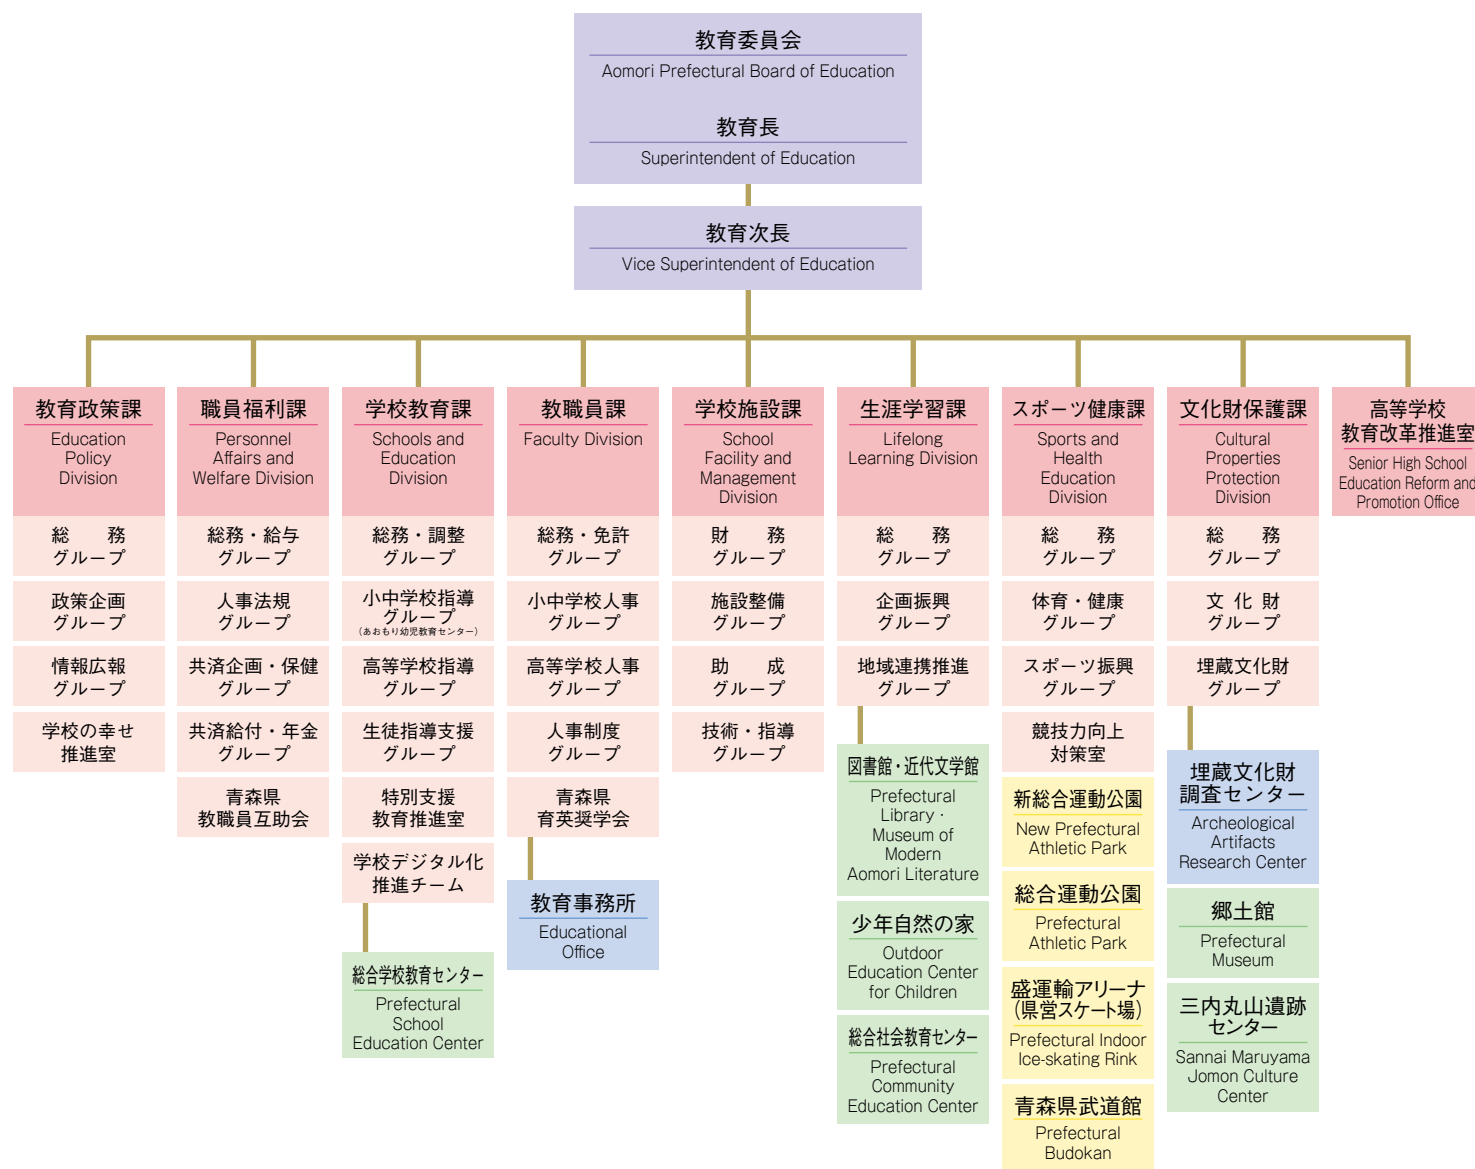 教育委員会
Aomori Prefectural Board of Education
教育長
Superintendent of Education
教育次長
Vice Superintendent of Education
教育政策課
Education
Policy
Division
総　務
グループ
政策企画
グループ
情報広報
グループ
学校の幸せ
推進室
職員福利課
Personnel
Affairs and
Welfare Division
総務・給与
グループ
人事法規
グループ
共済企画・保健
グループ
共済給付・年金
グループ
青森県
教職員互助会
学校教育課
Schools and
Education
Division
総務・調整
グループ
小中学校指導
グループ
（あおもり幼児教育センター）
高等学校指導
グループ
生徒指導支援
グループ
特別支援
教育推進室
学校デジタル化
推進チーム
総合学校教育センター
Prefectural
School
Education Center
教職員課
Faculty Division
総務・免許
グループ
小中学校人事
グループ
高等学校人事
グループ
人事制度
グループ
青森県
育英奨学会
教育事務所
Educational
Office
学校施設課
School
Facility and
Management
Division
財　務
グループ
施設整備
グループ
助　成
グループ
技術・指導
グループ
生涯学習課
Lifelong
Learning Division
総　務
グループ
企画振興
グループ
地域連携推進
グループ
図書館・近代文学館
Prefectural
Library・
Museum of
Modern
Aomori Literature
少年自然の家
Outdoor
Education Center
for Children
総合社会教育センター
Prefectural
Community
Education Center
スポーツ健康課
Sports and
Health
Education
Division
総　務
グループ
体育・健康
グループ
スポーツ振興
グループ
競技力向上
対策室
新総合運動公園
New Prefectural
Athletic Park
総合運動公園
Prefectural
Athletic Park
盛運輸アリーナ
（県営スケート場）
Prefectural Indoor
Ice-skating Rink
青森県武道館
Prefectural
Budokan
文化財保護課
Cultural
Properties
Protection
Division
総　務
グループ
文 化 財
グループ
埋蔵文化財
グループ
埋蔵文化財
調査センター
Archeological
Artifacts
Research Center
郷土館
Prefectural
Museum
三内丸山遺跡
センター
Sannai Maruyama
Jomon Culture
Center
高等学校
教育改革推進室
Senior High School
Education Reform and
Promotion Office